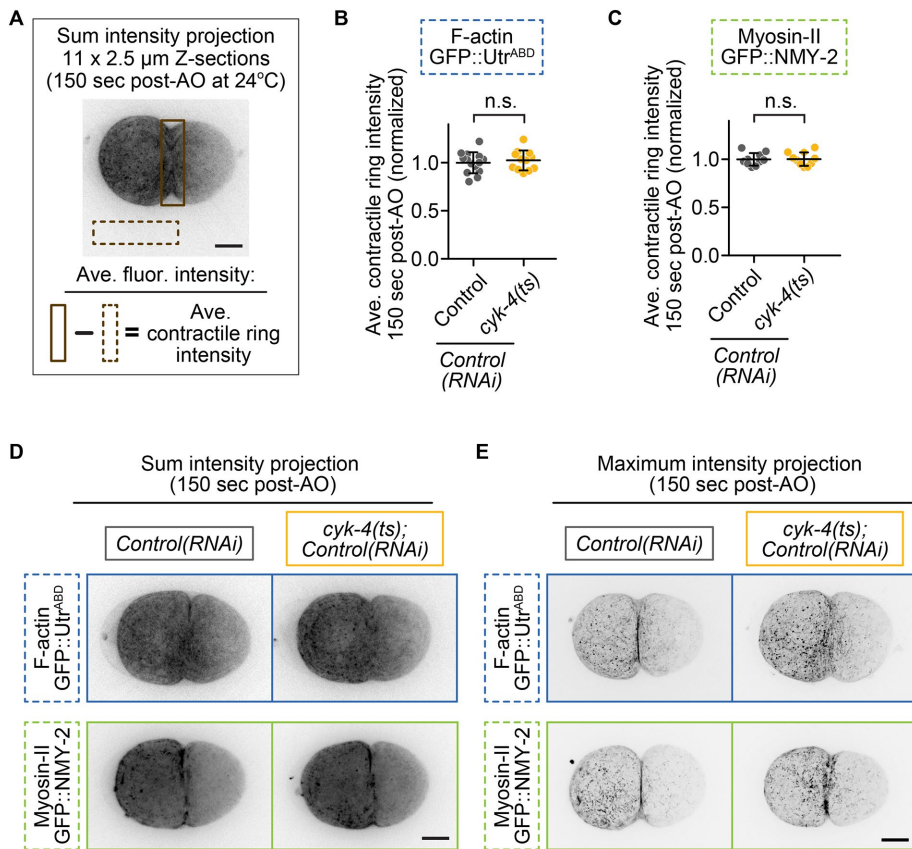 A
Sum intensity projection
11 x 2.5 µm Z-sections
(150 sec post-AO at 24°C)
Ave. fluor. intensity:
– = Ave.
contractile ring
intensity
B
F-actin
GFP::Utr^ABD
n.s.
Ave. contractile ring intensity
150 sec post-AO (normalized)
1.0
0.5
0.0
Control
cyk-4(ts)
Control
(RNAi)
C
Myosin-II
GFP::NMY-2
n.s.
Ave. contractile ring intensity
150 sec post-AO (normalized)
1.0
0.5
0.0
Control
cyk-4(ts)
Control
(RNAi)
D
Sum intensity projection
(150 sec post-AO)
Control(RNAi)
cyk-4(ts);
Control(RNAi)
F-actin
GFP::Utr^ABD
Myosin-II
GFP::NMY-2
E
Maximum intensity projection
(150 sec post-AO)
Control(RNAi)
cyk-4(ts);
Control(RNAi)
F-actin
GFP::Utr^ABD
Myosin-II
GFP::NMY-2